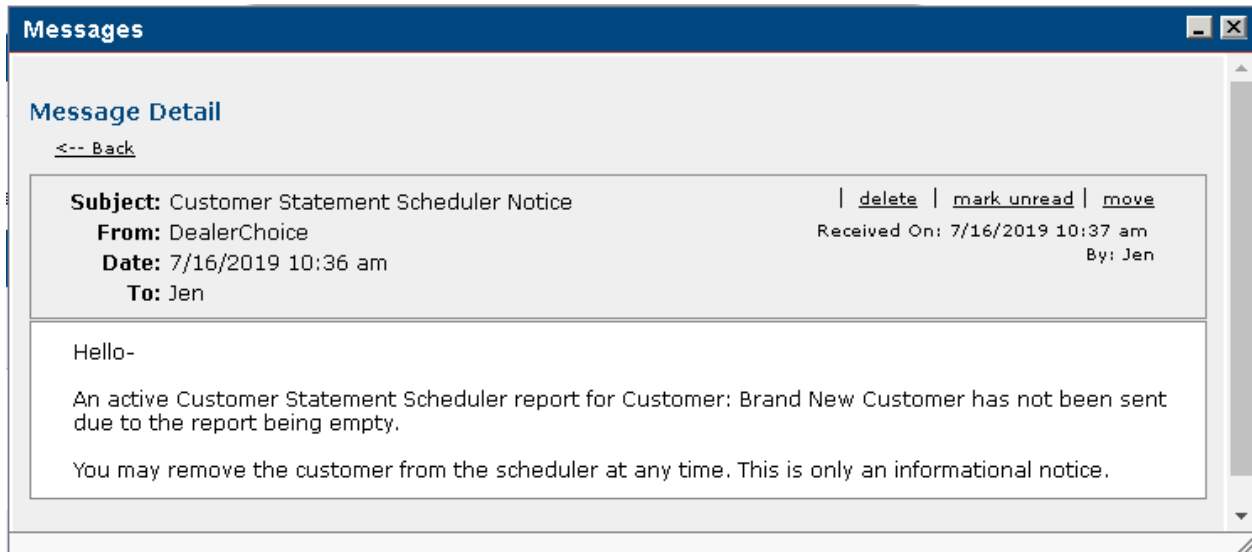 Messages
Message Detail
<-- Back
Subject: Customer Statement Scheduler Notice
| delete | mark unread | move
From: DealerChoice
Received On: 7/16/2019 10:37 am
Date: 7/16/2019 10:36 am
By: Jen
To: Jen
Hello-
An active Customer Statement Scheduler report for Customer: Brand New Customer has not been sent
due to the report being empty.
You may remove the customer from the scheduler at any time. This is only an informational notice.